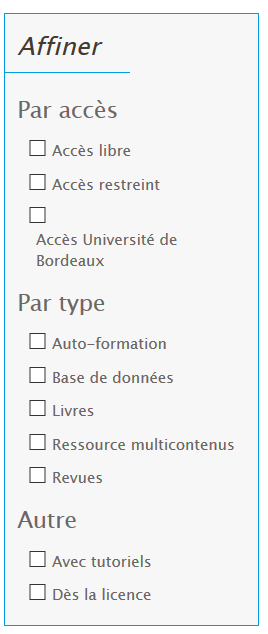 Affiner
Par accès
Accès libre
Accès restreint
Accès Université de
Bordeaux
Par type
Auto-formation
Base de données
Livres
Ressource multicontenus
Revues
Autre
Avec tutoriels
Dès la licence